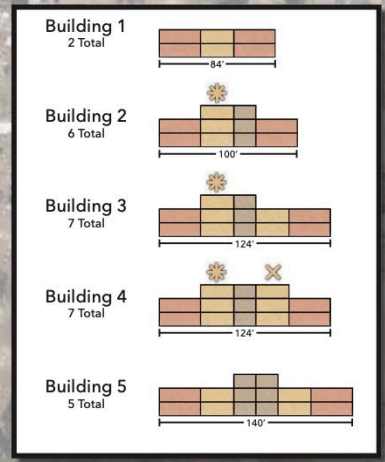 Building 1
2 Total
84'
Building 2
6 Total
100'
Building 3
7 Total
124'
Building 4
7 Total
124'
Building 5
5 Total
140'